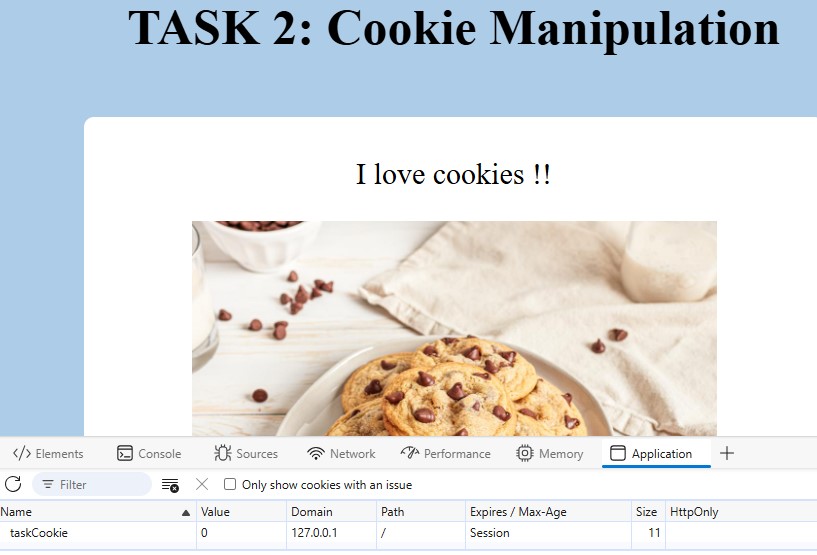 TASK 2: Cookie Manipulation
I love cookies !!
Elements Console Sources Network Performance Memory Application
Filter Only show cookies with an issue
Name Value Domain Path Expires / Max-Age Size HttpOnly
taskCookie 0 127.0.0.1 / Session 11